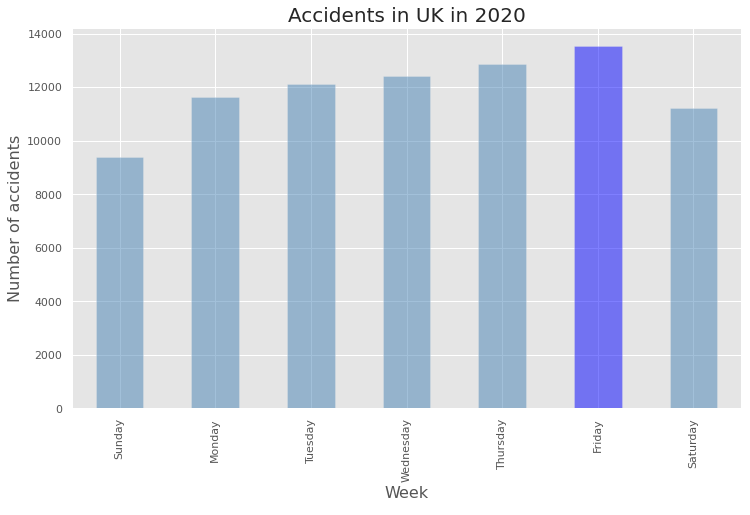 Accidents in UK in 2020
Number of accidents
14000
12000
10000
8000
6000
4000
2000
0
Sunday
Monday
Tuesday
Wednesday
Thursday
Friday
Saturday
Week